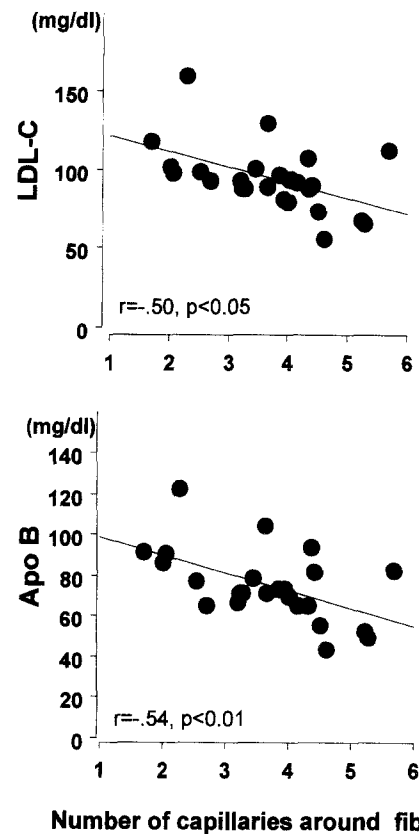 (mg/dl)
150
100
50
0
LDL-C
r=-.50, p<0.05
1 2 3 4 5 6
(mg/dl)
140
120
100
80
60
40
20
0
Apo B
r=-.54, p<0.01
1 2 3 4 5 6
Number of capillaries around fib